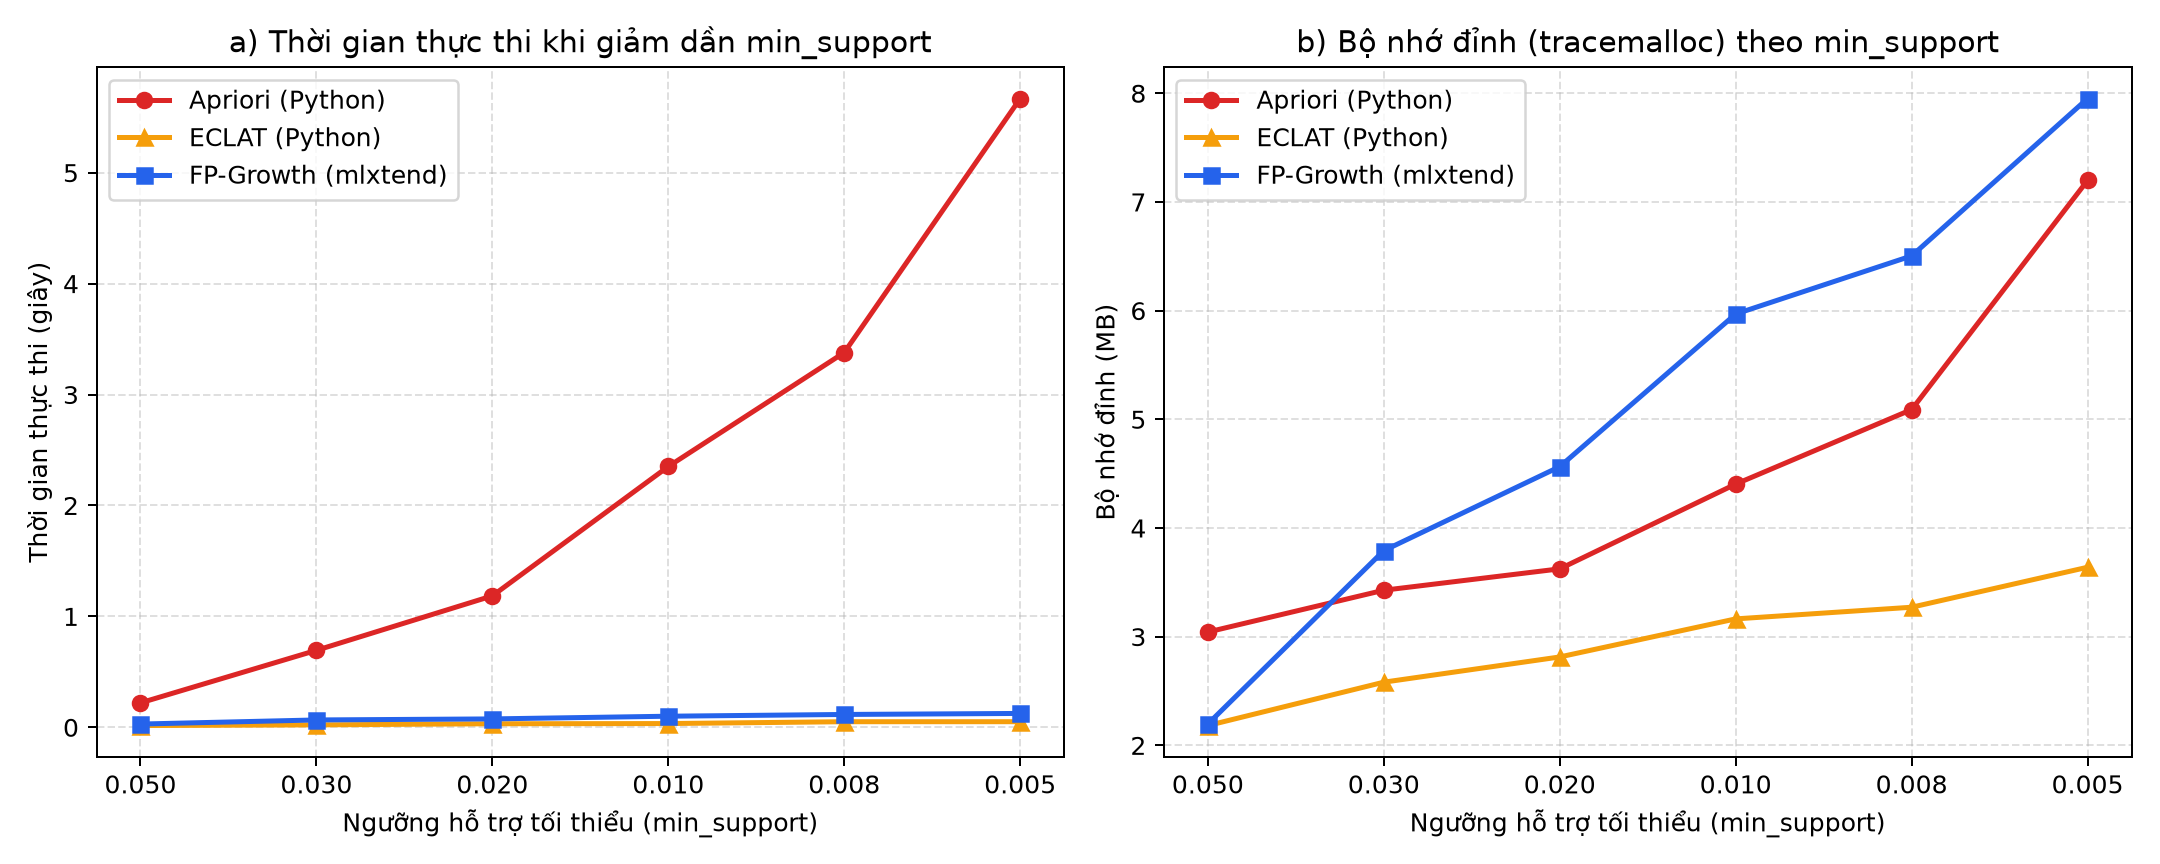 a) Thời gian thực thi khi giảm dần min_support
Apriori (Python)
ECLAT (Python)
FP-Growth (mlxtend)
Thời gian thực thi (giây)
5
4
3
2
1
0
0.050 0.030 0.020 0.010 0.008 0.005
Ngưỡng hỗ trợ tối thiểu (min_support)
b) Bộ nhớ đỉnh (tracemalloc) theo min_support
Apriori (Python)
ECLAT (Python)
FP-Growth (mlxtend)
Bộ nhớ đỉnh (MB)
8
7
6
5
4
3
2
0.050 0.030 0.020 0.010 0.008 0.005
Ngưỡng hỗ trợ tối thiểu (min_support)